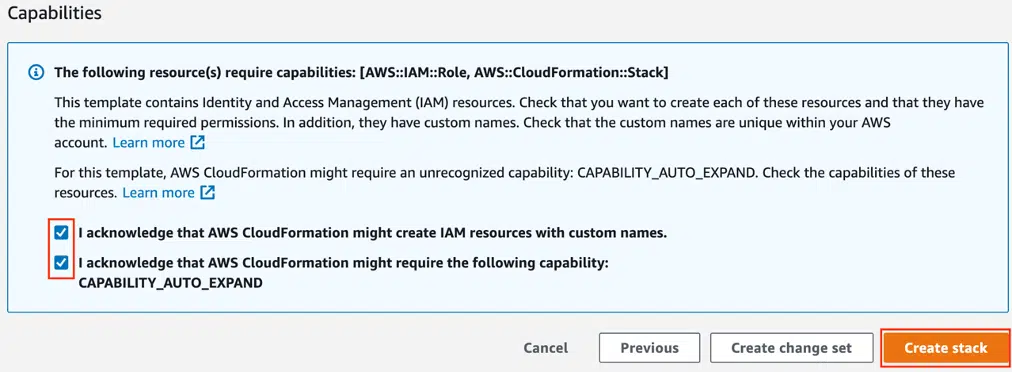 Capabilities
The following resource(s) require capabilities: [AWS::IAM::Role, AWS::CloudFormation::Stack]
This template contains Identity and Access Management (IAM) resources. Check that you want to create each of these resources and that they have
the minimum required permissions. In addition, they have custom names. Check that the custom names are unique within your AWS
account. Learn more
For this template, AWS CloudFormation might require an unrecognized capability: CAPABILITY_AUTO_EXPAND. Check the capabilities of these
resources. Learn more
I acknowledge that AWS CloudFormation might create IAM resources with custom names.
I acknowledge that AWS CloudFormation might require the following capability:
CAPABILITY_AUTO_EXPAND
Cancel Previous Create change set Create stack